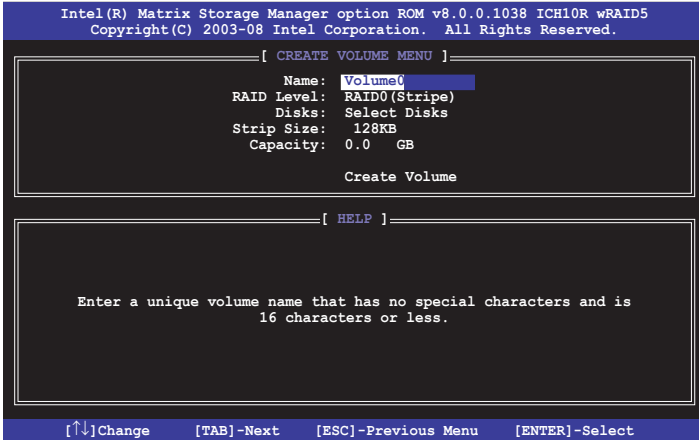 Intel(R) Matrix Storage Manager option ROM v8.0.0.1038 ICH10R wRAID5
Copyright(C) 2003-08 Intel Corporation. All Rights Reserved.
[ CREATE VOLUME MENU ]
Name: Volume0
RAID Level: RAID0(Stripe)
Disks: Select Disks
Strip Size: 128KB
Capacity: 0.0 GB
Create Volume
[ HELP ]
Enter a unique volume name that has no special characters and is
16 characters or less.
[↑↓]Change [TAB]-Next [ESC]-Previous Menu [ENTER]-Select